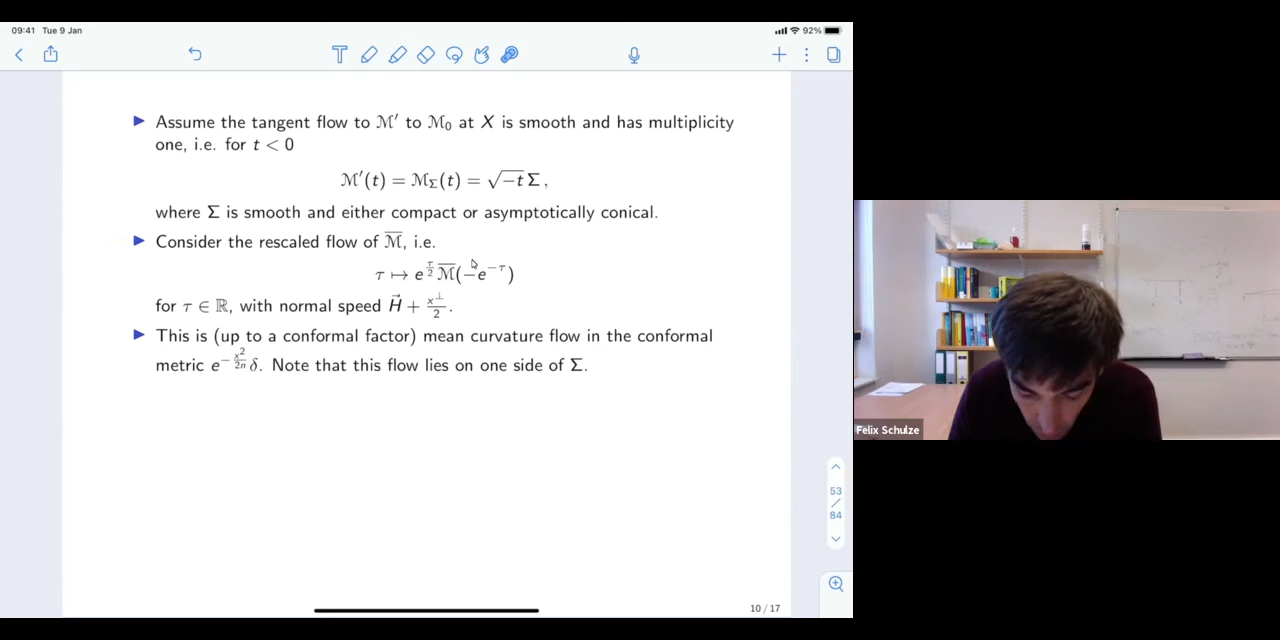 09:41 Tue 9 Jan
92%
▶ Assume the tangent flow to ℳ′ to ℳ₀ at X is smooth and has multiplicity
one, i.e. for t < 0
ℳ′(t) = ℳ_Σ(t) = √−t Σ ,
where Σ is smooth and either compact or asymptotically conical.
▶ Consider the rescaled flow of ℳ̅, i.e.
τ ↦ e^{τ/2} ℳ̅(−e^{−τ})
for τ ∈ ℝ, with normal speed H⃗ + x^⊥/2.
▶ This is (up to a conformal factor) mean curvature flow in the conformal
metric e^{−x²/2n} δ. Note that this flow lies on one side of Σ.
Felix Schulze
53
/
84
10 / 17